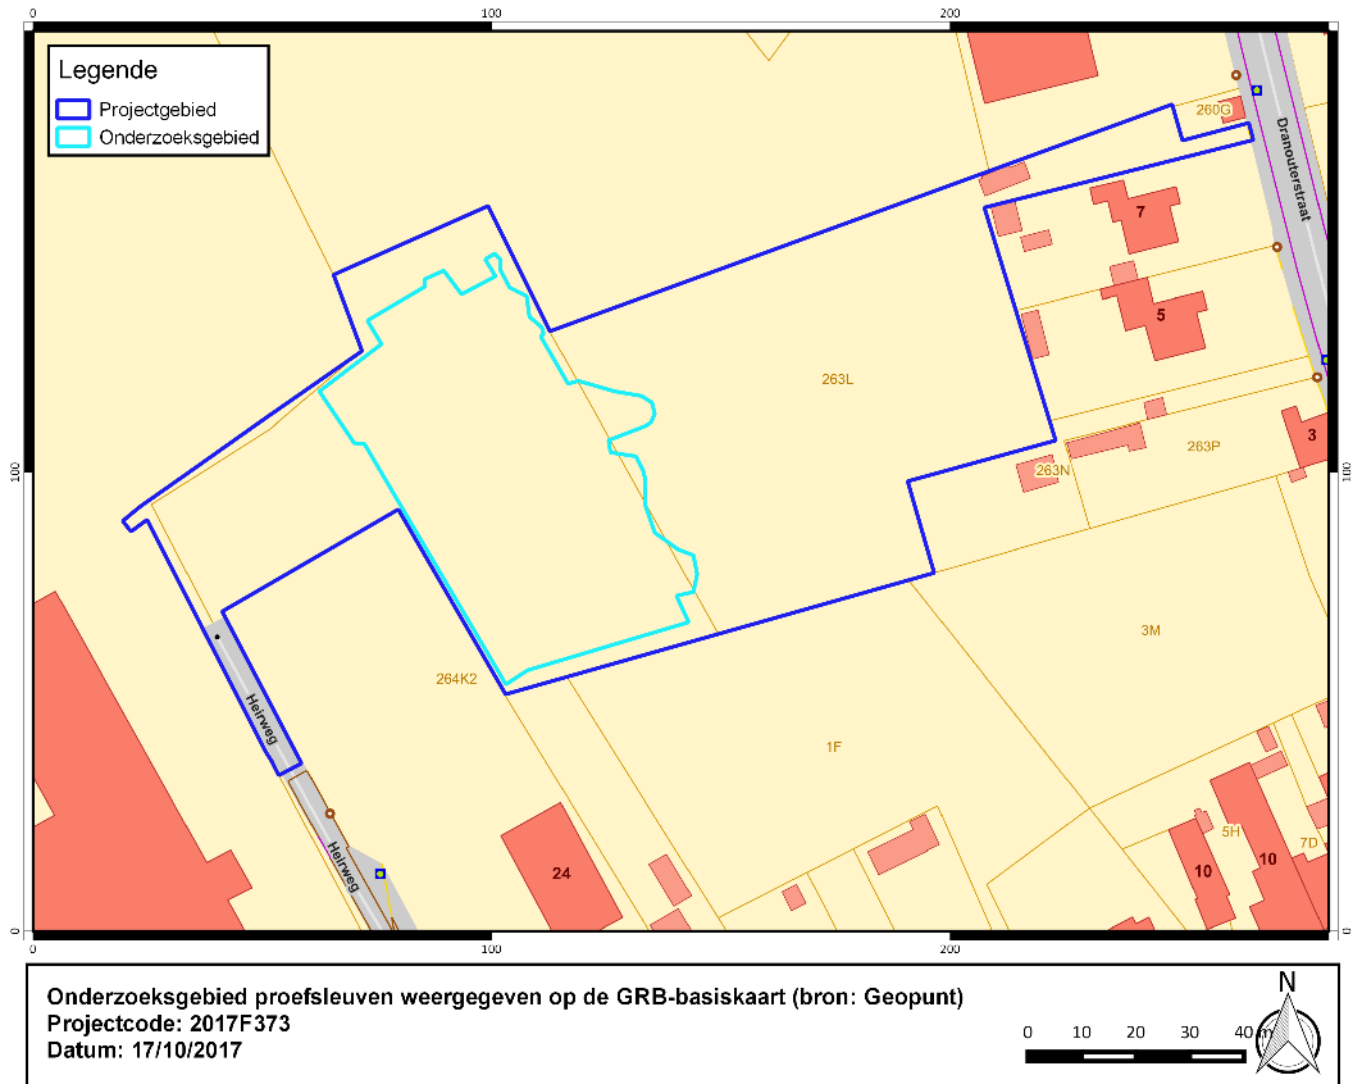 0
100
200
Legende
Projectgebied
Onderzoeksgebied
260G
Dranouterstraat
7
5
263L
3
263P
263N
100
100
3M
264K2
Heirweg
1F
Heirweg
24
5H
7D
10
10
0
0
0
100
200
Onderzoeksgebied proefsleuven weergegeven op de GRB-basiskaart (bron: Geopunt)
Projectcode: 2017F373
Datum: 17/10/2017
N
0 10 20 30 40 m